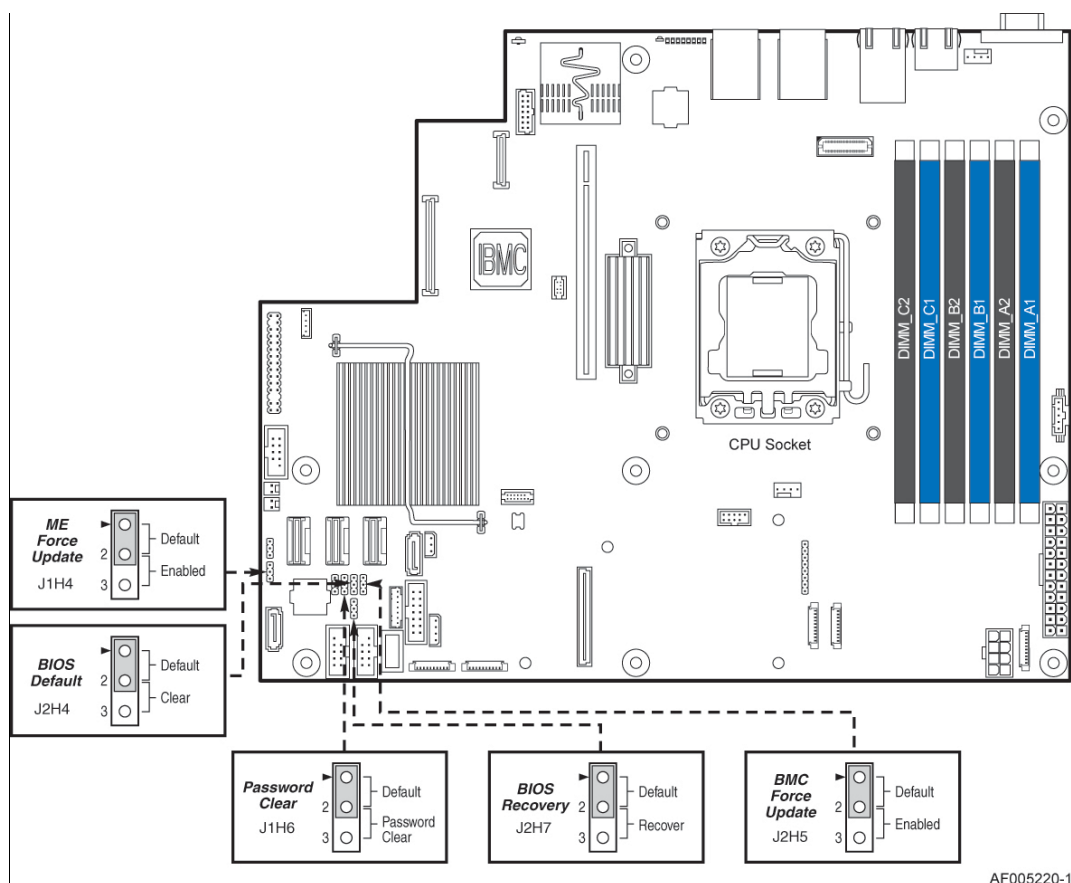 IBMC
DIMM_C2
DIMM_C1
DIMM_B2
DIMM_B1
DIMM_A2
DIMM_A1
CPU Socket
ME
Force
Update
J1H4
2
3
Default
Enabled
BIOS
Default
J2H4
2
3
Default
Clear
Password
Clear
J1H6
2
3
Default
Password
Clear
BIOS
Recovery
J2H7
2
3
Default
Recover
BMC
Force
Update
J2H5
2
3
Default
Enabled
AF005220-1